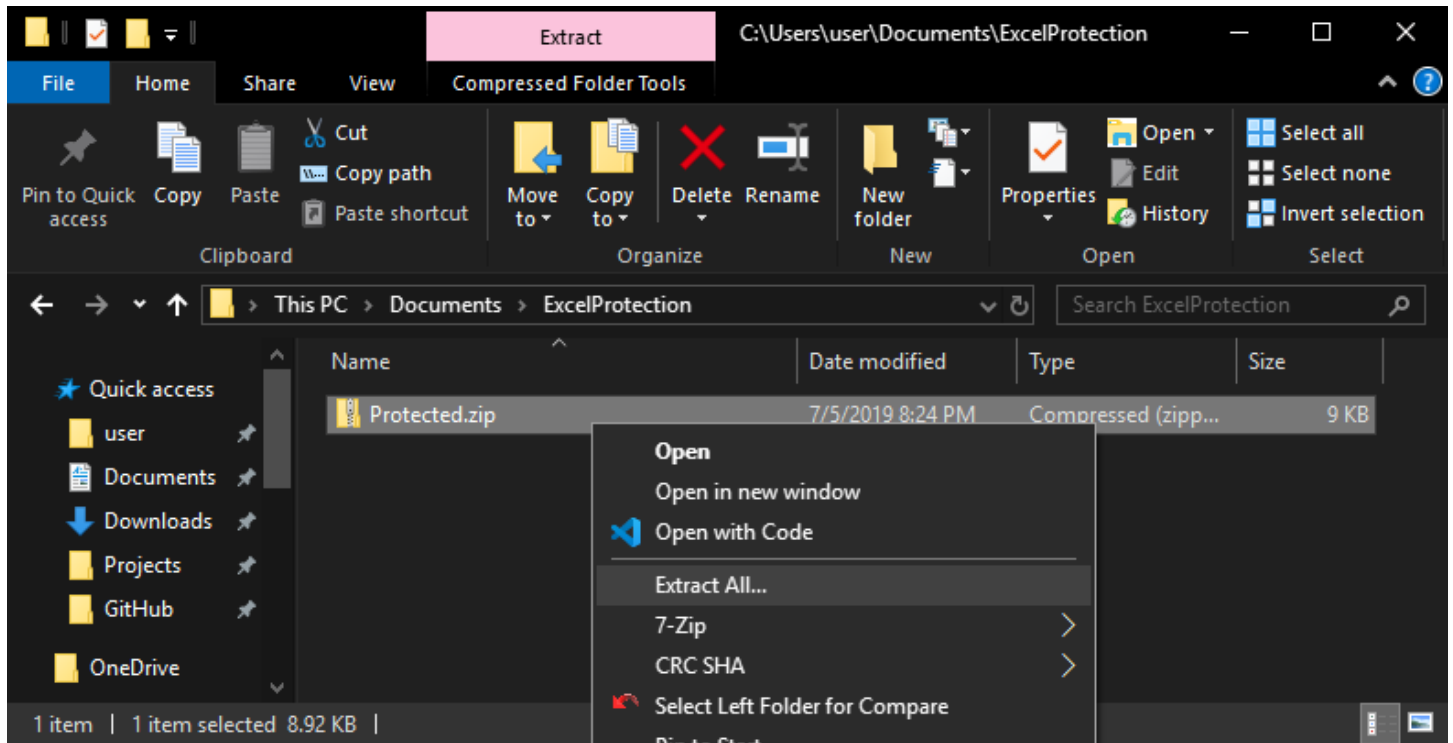 Extract
C:\Users\user\Documents\ExcelProtection
File Home Share View Compressed Folder Tools
Pin to Quick access
Copy
Paste
Cut
Copy path
Paste shortcut
Clipboard
Move to
Copy to
Delete
Rename
Organize
New folder
New
Properties
Open
Edit
History
Open
Select all
Select none
Invert selection
Select
This PC > Documents > ExcelProtection
Search ExcelProtection
Name Date modified Type Size
Quick access
user
Documents
Downloads
Projects
GitHub
OneDrive
Protected.zip 7/5/2019 8:24 PM Compressed (zipp... 9 KB
Open
Open in new window
Open with Code
Extract All...
7-Zip
CRC SHA
Select Left Folder for Compare
1 item 1 item selected 8.92 KB